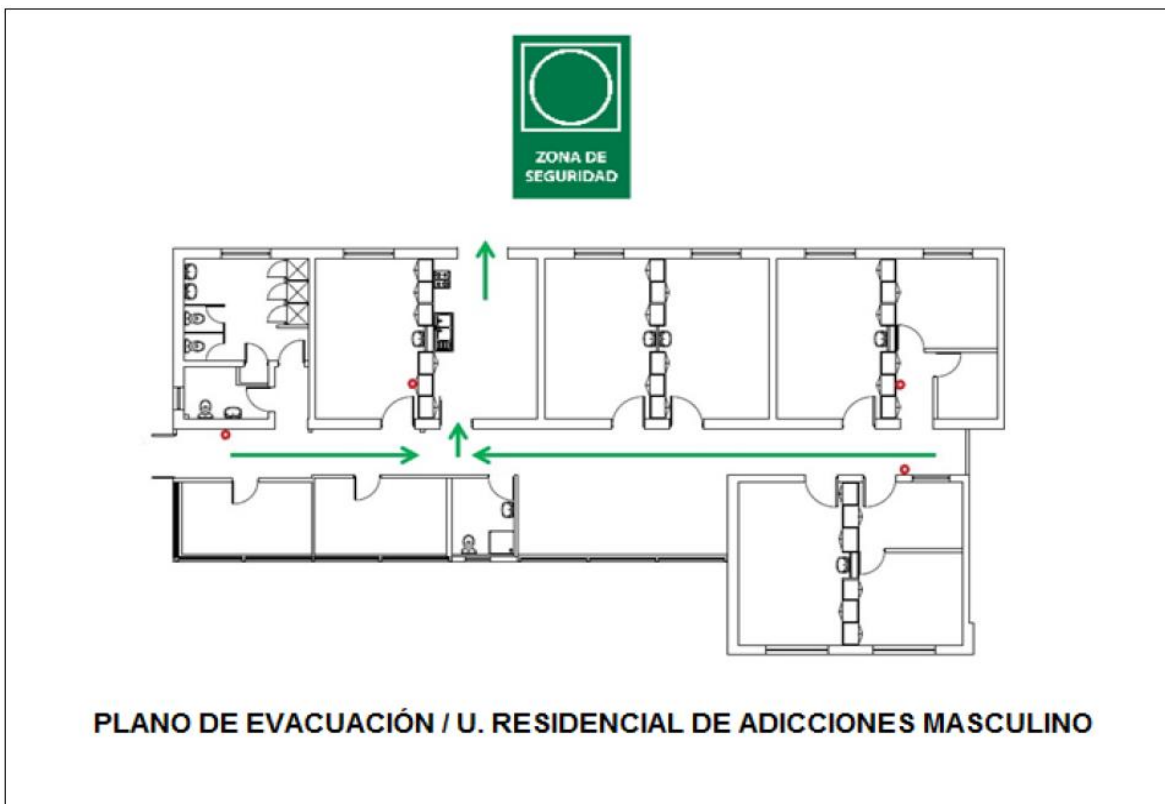 ZONA DE
SEGURIDAD
PLANO DE EVACUACIÓN / U. RESIDENCIAL DE ADICCIONES MASCULINO